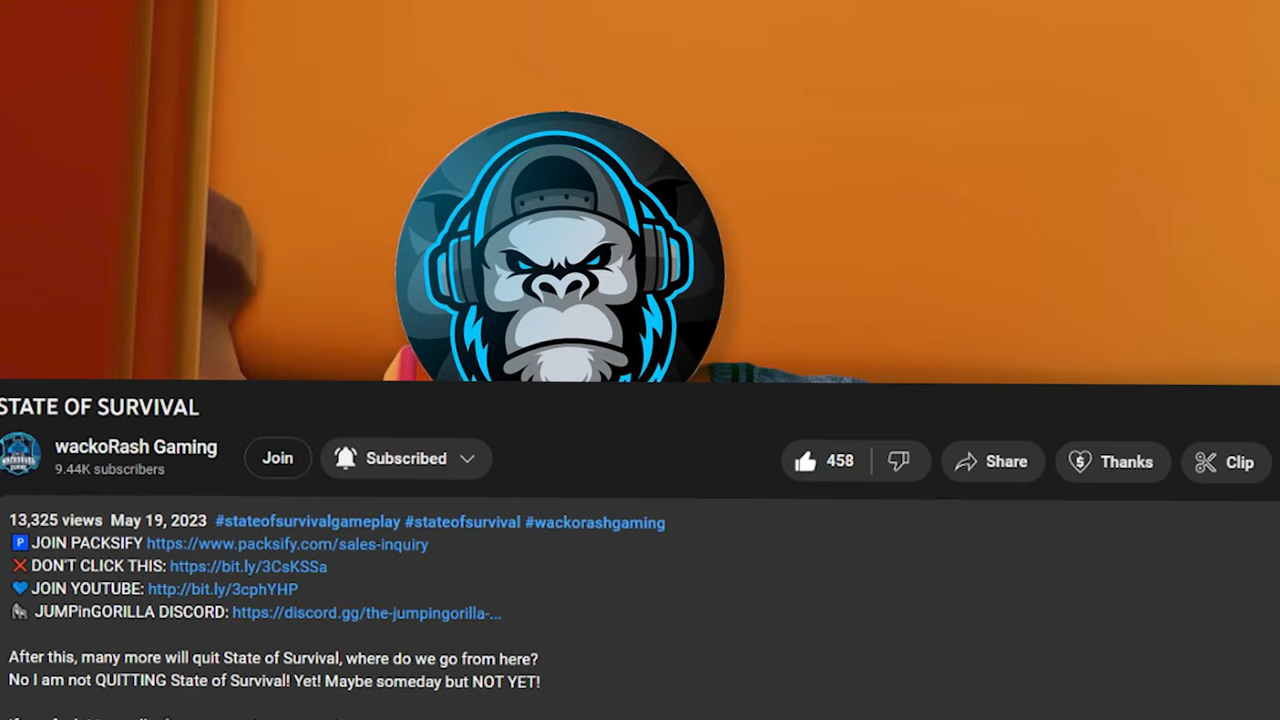 STATE OF SURVIVAL
wackoRash Gaming
9.44K subscribers
Join
Subscribed
458
Share
Thanks
Clip
13,325 views May 19, 2023 #stateofsurvivalgameplay #stateofsurvival #wackorashgaming
P JOIN PACKSIFY https://www.packsify.com/sales-inquiry
❌ DON'T CLICK THIS: https://bit.ly/3CsKSSa
💙 JOIN YOUTUBE: http://bit.ly/3cphYHP
🦍 JUMPinGORILLA DISCORD: https://discord.gg/the-jumpingorilla-...
After this, many more will quit State of Survival, where do we go from here?
No I am not QUITTING State of Survival! Yet! Maybe someday but NOT YET!